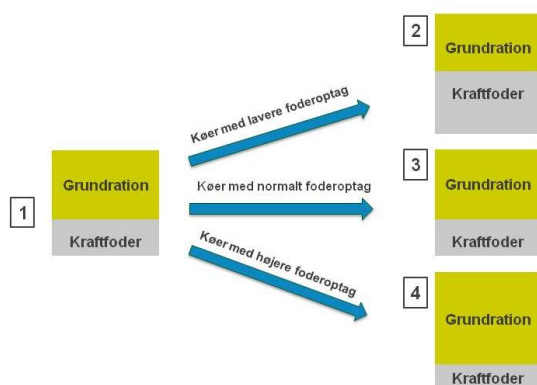 1
Grundration
Kraftfoder
Køer med lavere foderoptag
Køer med normalt foderoptag
Køer med højere foderoptag
2
Grundration
Kraftfoder
3
Grundration
Kraftfoder
4
Grundration
Kraftfoder